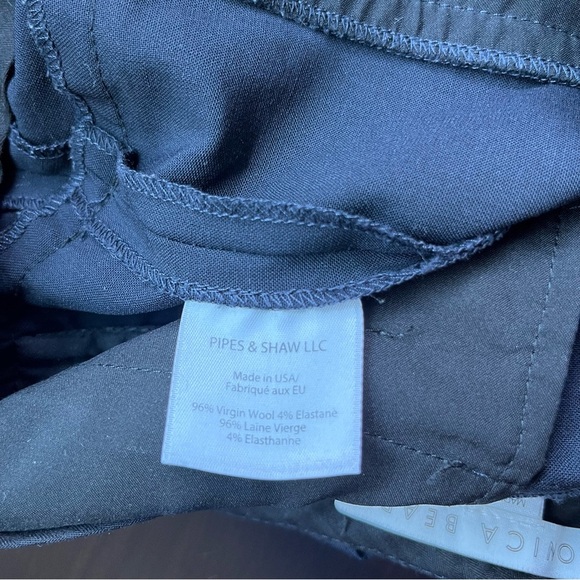 PIPES & SHAW LLC
Made in USA/
Fabriqué aux EU
96% Virgin Wool 4% Elastane
96% Laine Vierge
4% Elasthanne